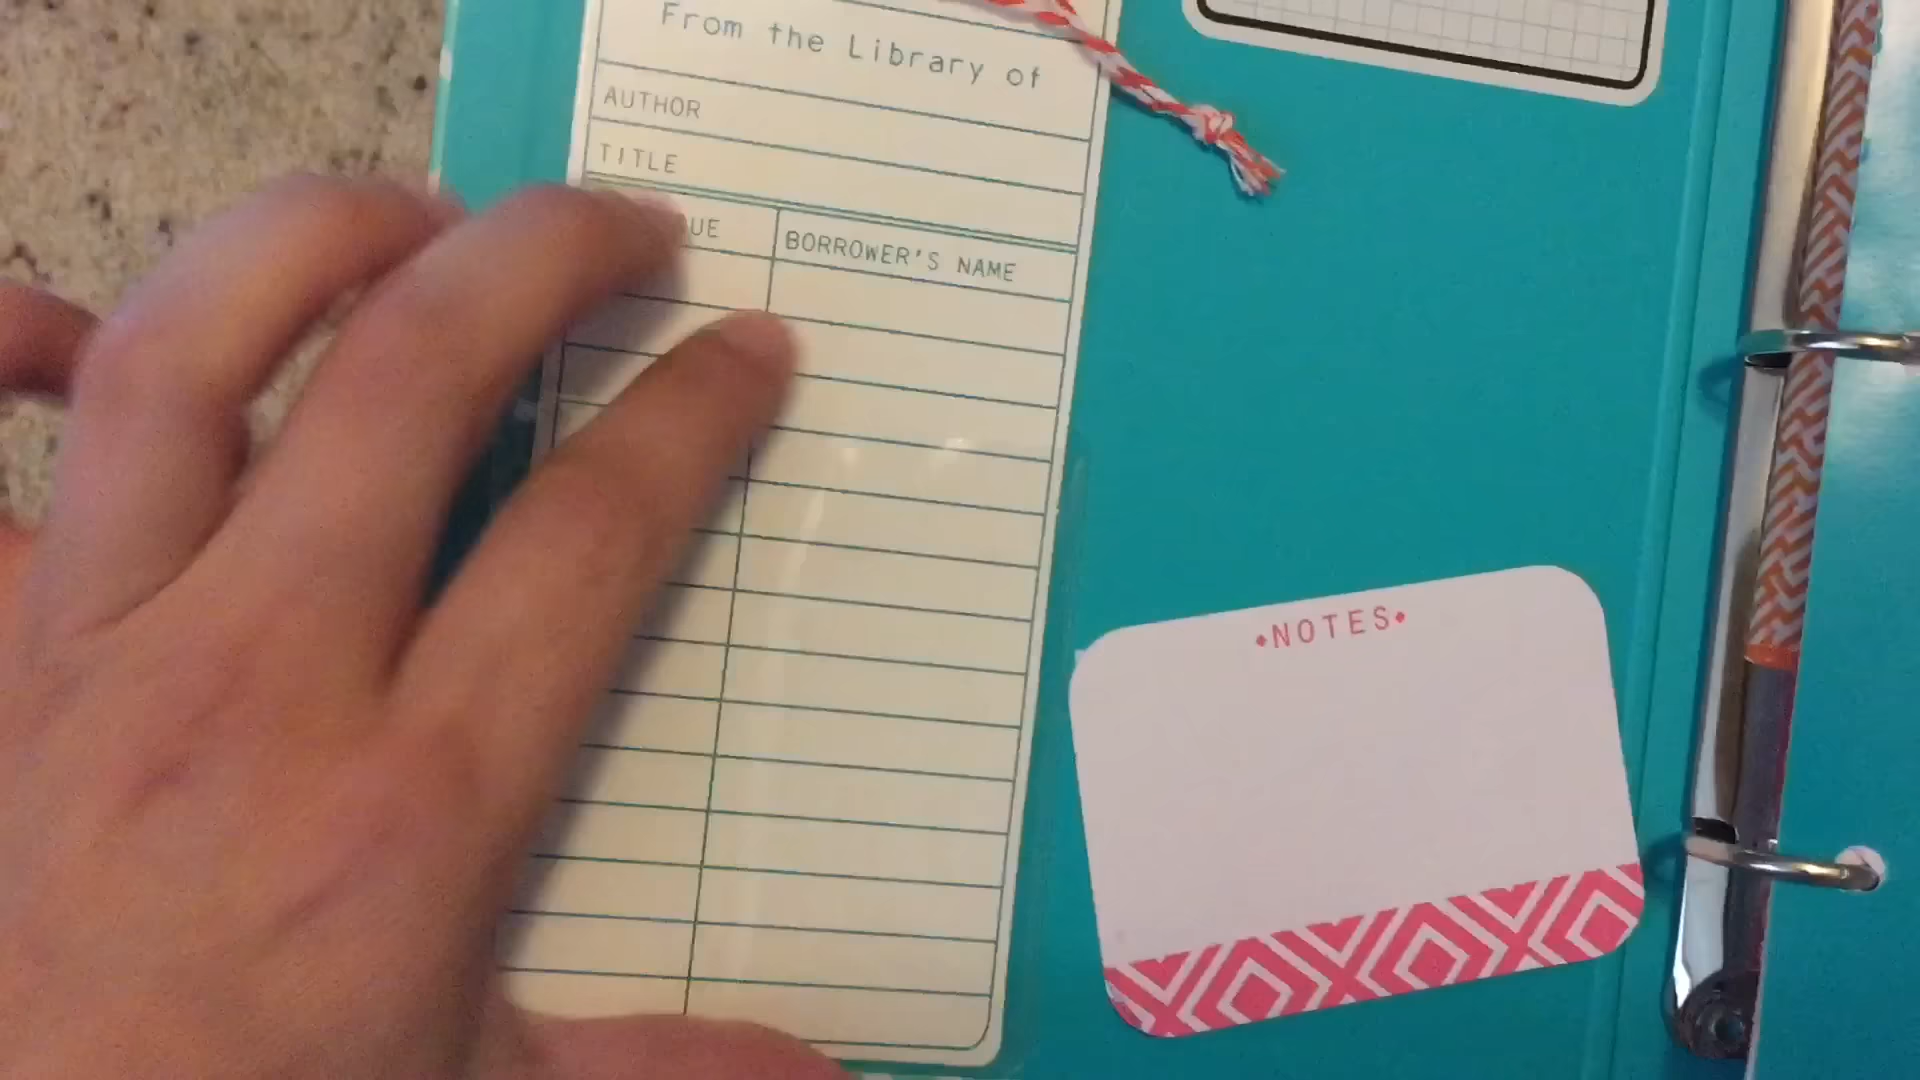 From the Library of
AUTHOR
TITLE
BORROWER'S NAME
•NOTES•